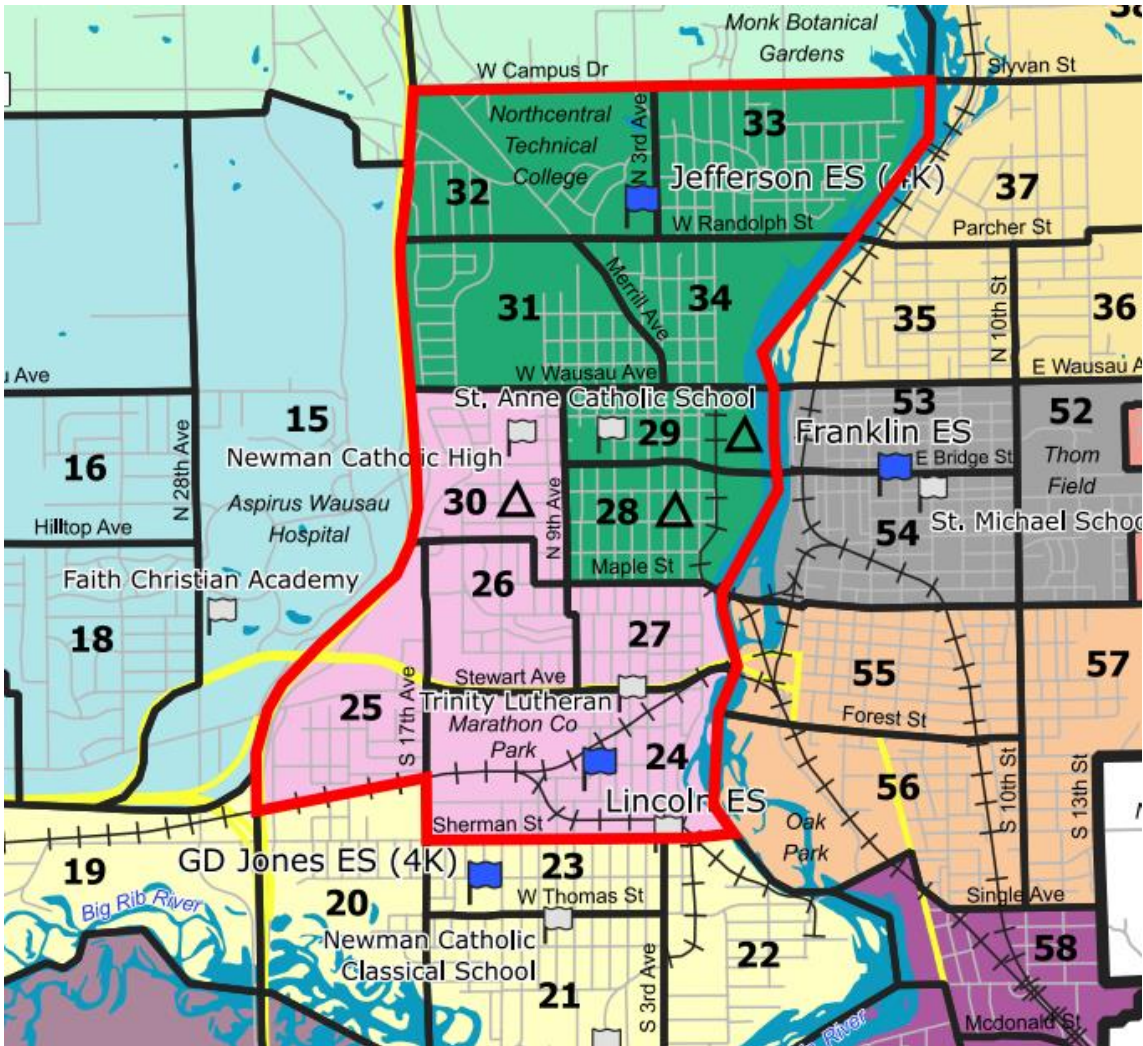 Monk Botanical
Gardens
W Campus Dr
Slyvan St
Northcentral
Technical
College
N 3rd Ave
33
32
Jefferson ES (4K)
37
W Randolph St
Parcher St
31
Merrill Ave
34
35
N 10th St
36
W Wausau Ave
E Wausau A
u Ave
15
St. Anne Catholic School
53
52
16
N 28th Ave
Newman Catholic High
29
Franklin ES
E Bridge St
Thom
Field
Aspirus Wausau
Hospital
30
N 9th Ave
28
54
St. Michael Schoo
Hilltop Ave
Maple St
Faith Christian Academy
26
18
27
55
57
Stewart Ave
25
S 17th Ave
Trinity Lutheran
Marathon Co
Park
24
Forest St
56
S 10th St
S 13th St
Lincoln ES
Sherman St
Oak
Park
19
GD Jones ES (4K)
23
W Thomas St
Single Ave
Big Rib River
20
Newman Catholic
Classical School
21
S 3rd Ave
22
58
Mcdonald St
River